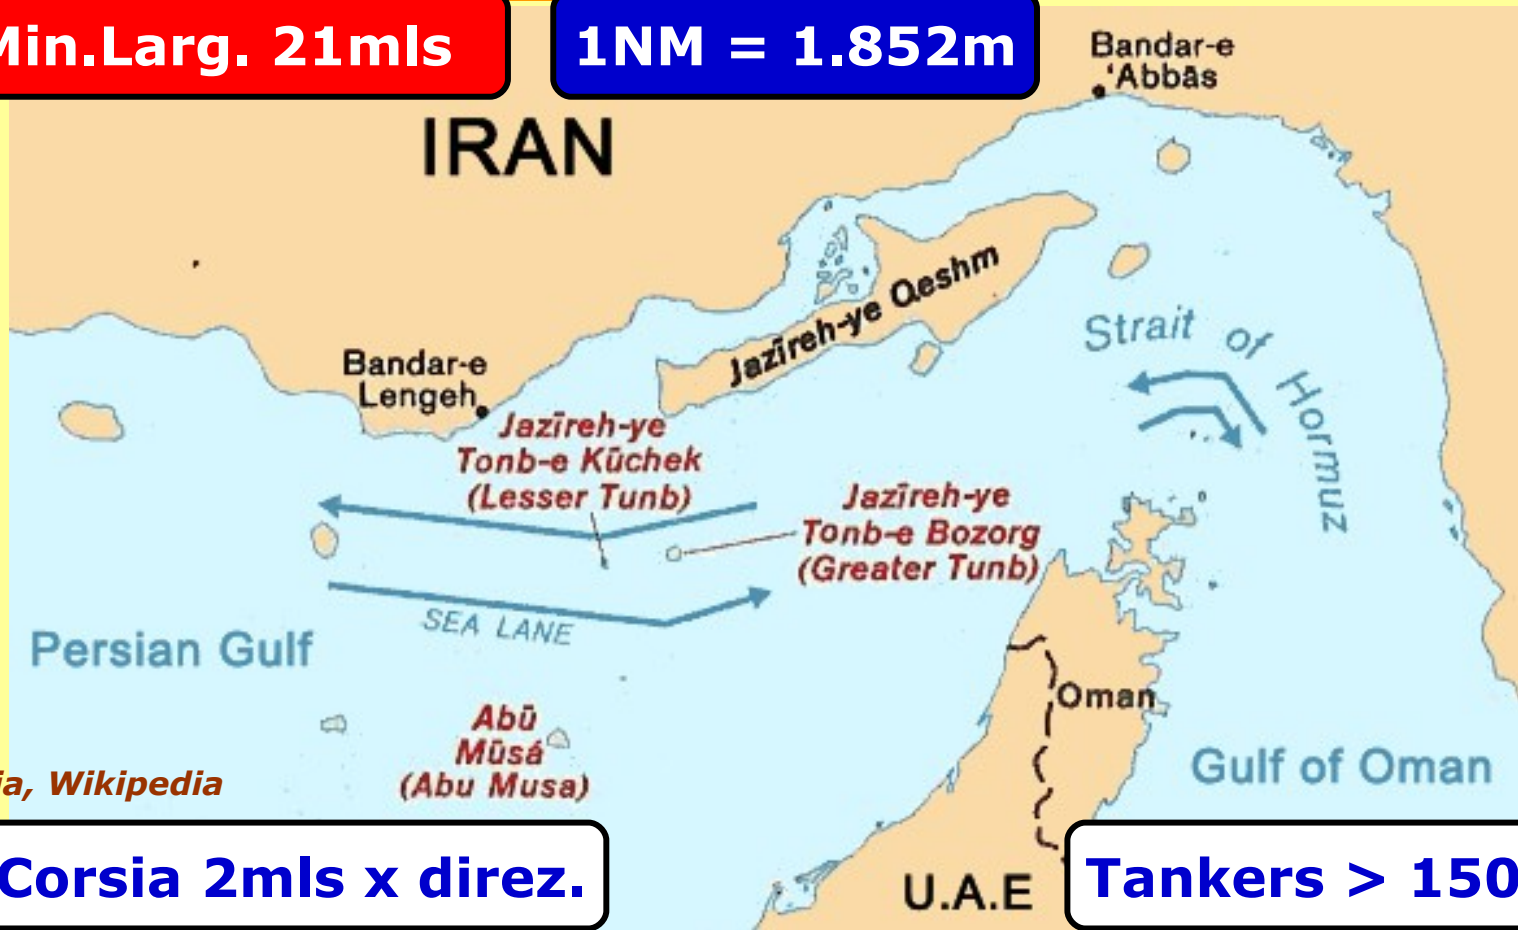 Min.Larg. 21mls
1NM = 1.852m
Bandar-e
'Abbās
IRAN
Jazīreh-ye Qeshm
Strait of Hormuz
Bandar-e
Lengeh
Jazīreh-ye
Tonb-e Kūchek
(Lesser Tunb)
Jazīreh-ye
Tonb-e Bozorg
(Greater Tunb)
SEA LANE
Persian Gulf
Oman
Abū
Mūsá
(Abu Musa)
Gulf of Oman
Wikipedia
Corsia 2mls x direz.
U.A.E
Tankers > 150